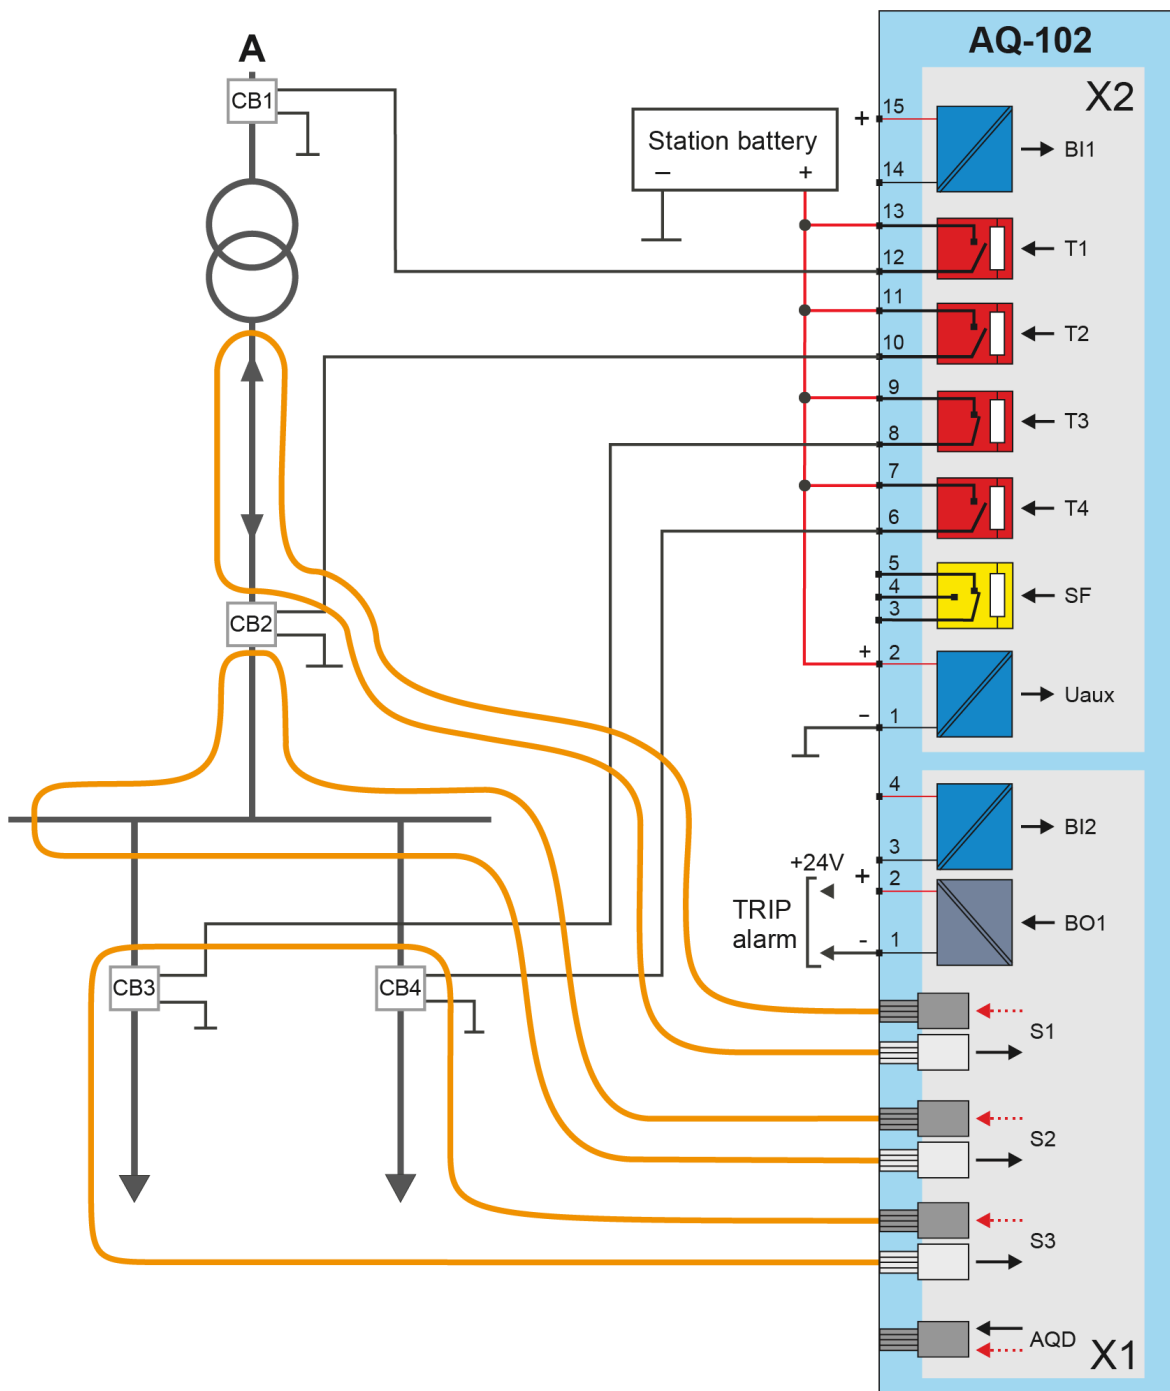 AQ-102
A
X2
CB1
15
+
Station battery
BI1
–
+
14
13
T1
12
11
T2
10
9
T3
8
7
T4
6
5
4
SF
3
CB2
+
2
Uaux
–
1
4
BI2
3
+24V
+
2
TRIP
alarm
BO1
-
1
CB3
CB4
S1
S2
S3
AQD
X1